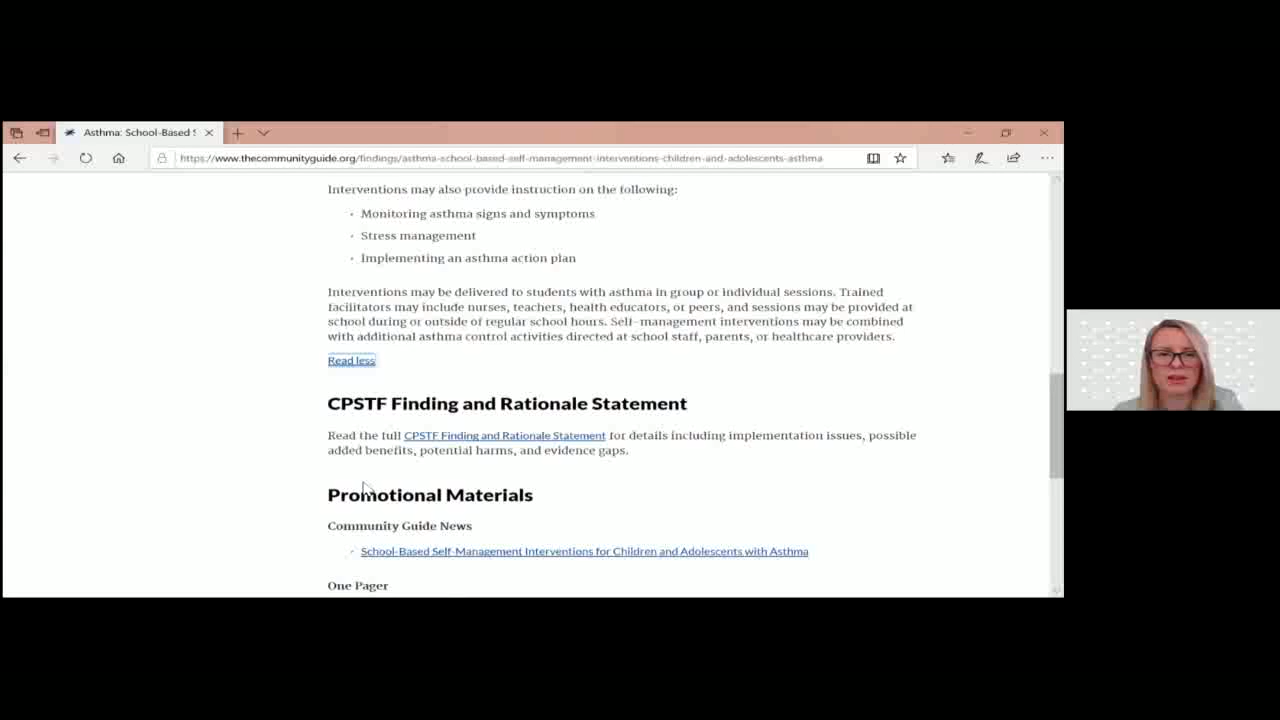 Asthma: School-Based S
https://www.thecommunityguide.org/findings/asthma-school-based-self-management-interventions-children-and-adolescents-asthma
Interventions may also provide instruction on the following:
· Monitoring asthma signs and symptoms
· Stress management
· Implementing an asthma action plan
Interventions may be delivered to students with asthma in group or individual sessions. Trained
facilitators may include nurses, teachers, health educators, or peers, and sessions may be provided at
school during or outside of regular school hours. Self-management interventions may be combined
with additional asthma control activities directed at school staff, parents, or healthcare providers.
Read less
CPSTF Finding and Rationale Statement
Read the full CPSTF Finding and Rationale Statement for details including implementation issues, possible
added benefits, potential harms, and evidence gaps.
Promotional Materials
Community Guide News
· School-Based Self-Management Interventions for Children and Adolescents with Asthma
One Pager